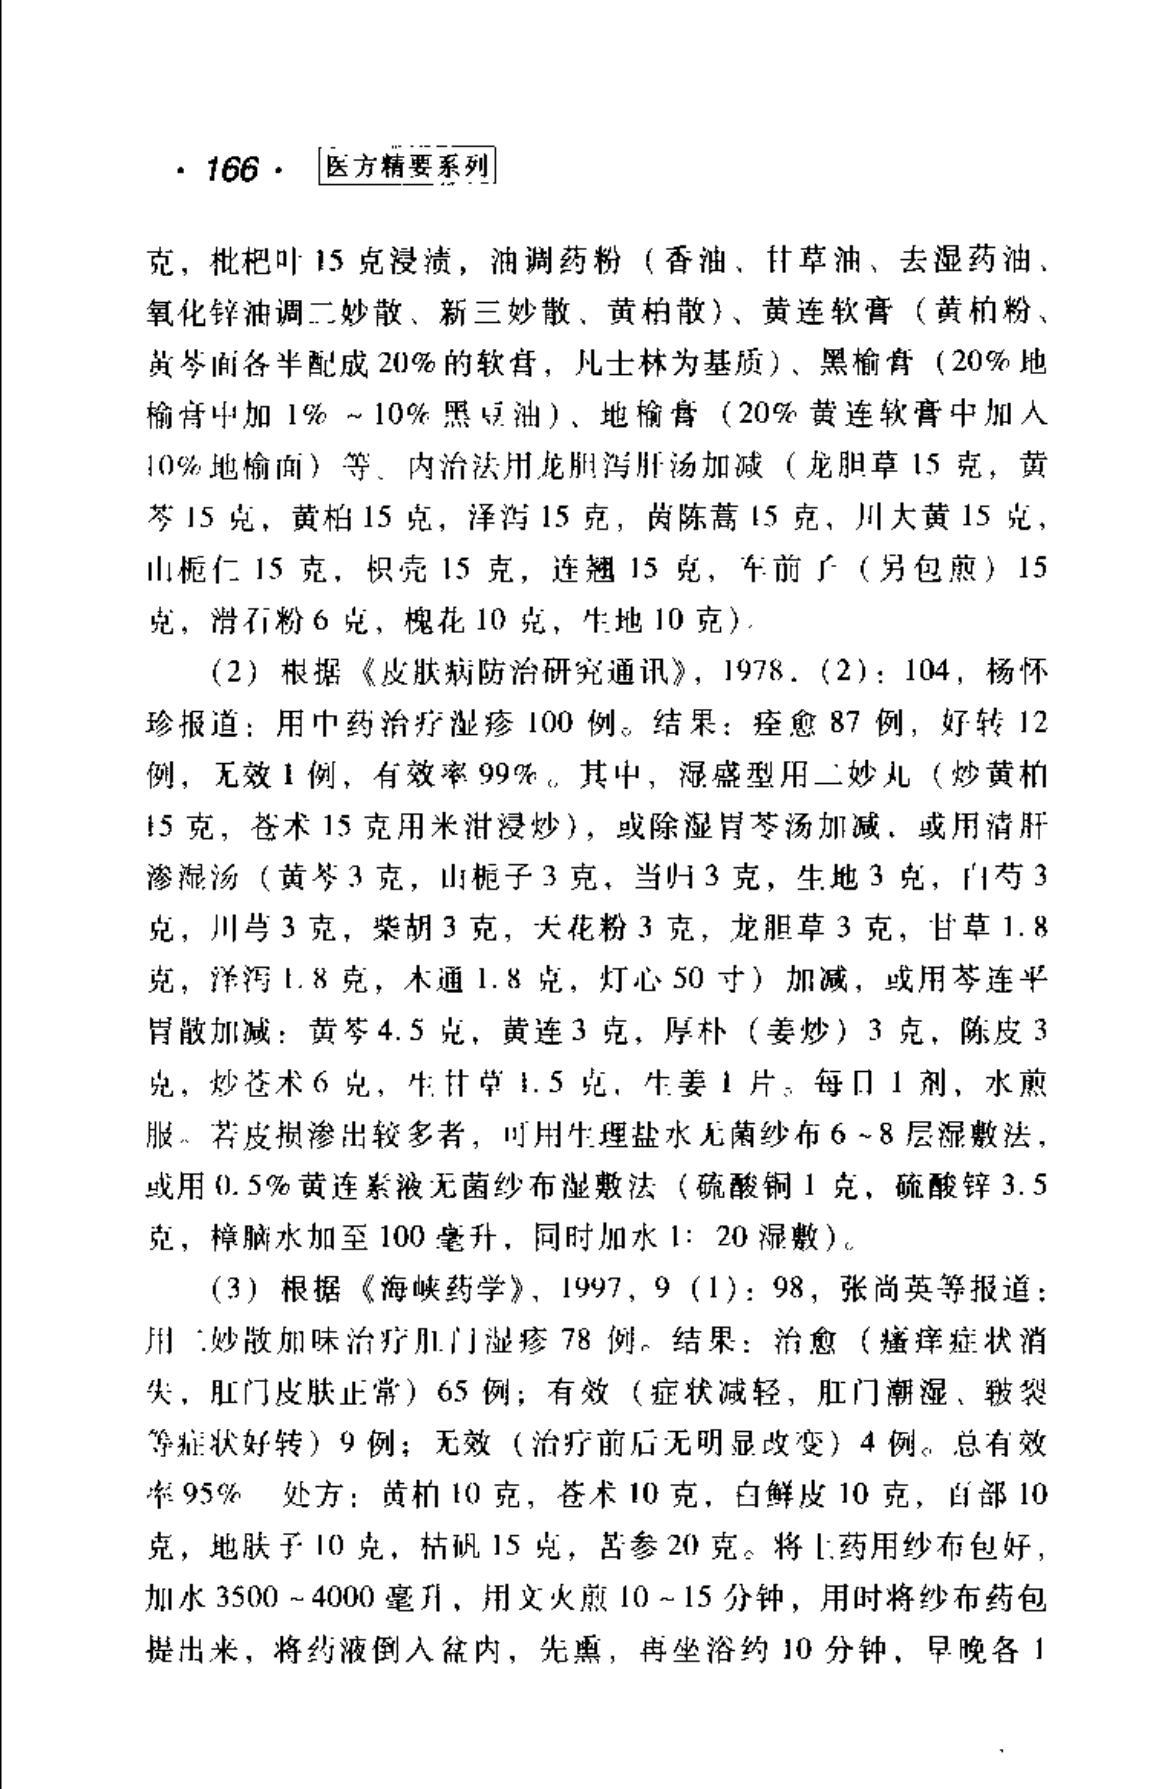 · 166 · 医方精要系列
克，枇杷叶 15 克浸渍，油调药粉（香油、甘草油、去湿药油、
氧化锌油调二妙散、新三妙散、黄柏散）、黄连软膏（黄柏粉、
黄芩面各半配成 20% 的软膏，凡士林为基质）、黑榆膏（20% 地
榆膏中加 1% ~ 10% 黑豆油）、地榆膏（20% 黄连软膏中加入
10% 地榆面）等。内治法用龙胆泻肝汤加减（龙胆草 15 克，黄
芩 15 克，黄柏 15 克，泽泻 15 克，茵陈蒿 15 克，川大黄 15 克，
山栀仁 15 克，枳壳 15 克，连翘 15 克，车前子（另包煎）15
克，滑石粉 6 克，槐花 10 克，生地 10 克）。
（2）根据《皮肤病防治研究通讯》，1978．（2）：104，杨怀
珍报道：用中药治疗湿疹 100 例。结果：痊愈 87 例，好转 12
例，无效 1 例，有效率 99%。其中，湿盛型用二妙丸（炒黄柏
15 克，苍术 15 克用米泔浸炒），或除湿胃苓汤加减，或用清肝
渗湿汤（黄芩 3 克，山栀子 3 克，当归 3 克，生地 3 克，白芍 3
克，川芎 3 克，柴胡 3 克，天花粉 3 克，龙胆草 3 克，甘草 1.8
克，泽泻 1.8 克，木通 1.8 克，灯心 50 寸）加减，或用芩连平
胃散加减：黄芩 4.5 克，黄连 3 克，厚朴（姜炒）3 克，陈皮 3
克，炒苍术 6 克，生甘草 1.5 克，生姜 1 片。每日 1 剂，水煎
服。若皮损渗出较多者，可用生理盐水无菌纱布 6 ~ 8 层湿敷法，
或用 0.5% 黄连素液无菌纱布湿敷法（硫酸铜 1 克，硫酸锌 3.5
克，樟脑水加至 100 毫升，同时加水 1：20 湿敷）。
（3）根据《海峡药学》，1997，9（1）：98，张尚英等报道：
用二妙散加味治疗肛门湿疹 78 例。结果：治愈（瘙痒症状消
失，肛门皮肤正常）65 例；有效（症状减轻，肛门潮湿、皲裂
等症状好转）9 例；无效（治疗前后无明显改变）4 例。总有效
率 95% 处方：黄柏 10 克，苍术 10 克，白鲜皮 10 克，百部 10
克，地肤子 10 克，枯矾 15 克，苦参 20 克。将上药用纱布包好，
加水 3500 ~ 4000 毫升，用文火煎 10 ~ 15 分钟，用时将纱布药包
提出来，将药液倒入盆内，先熏，再坐浴约 10 分钟，早晚各 1